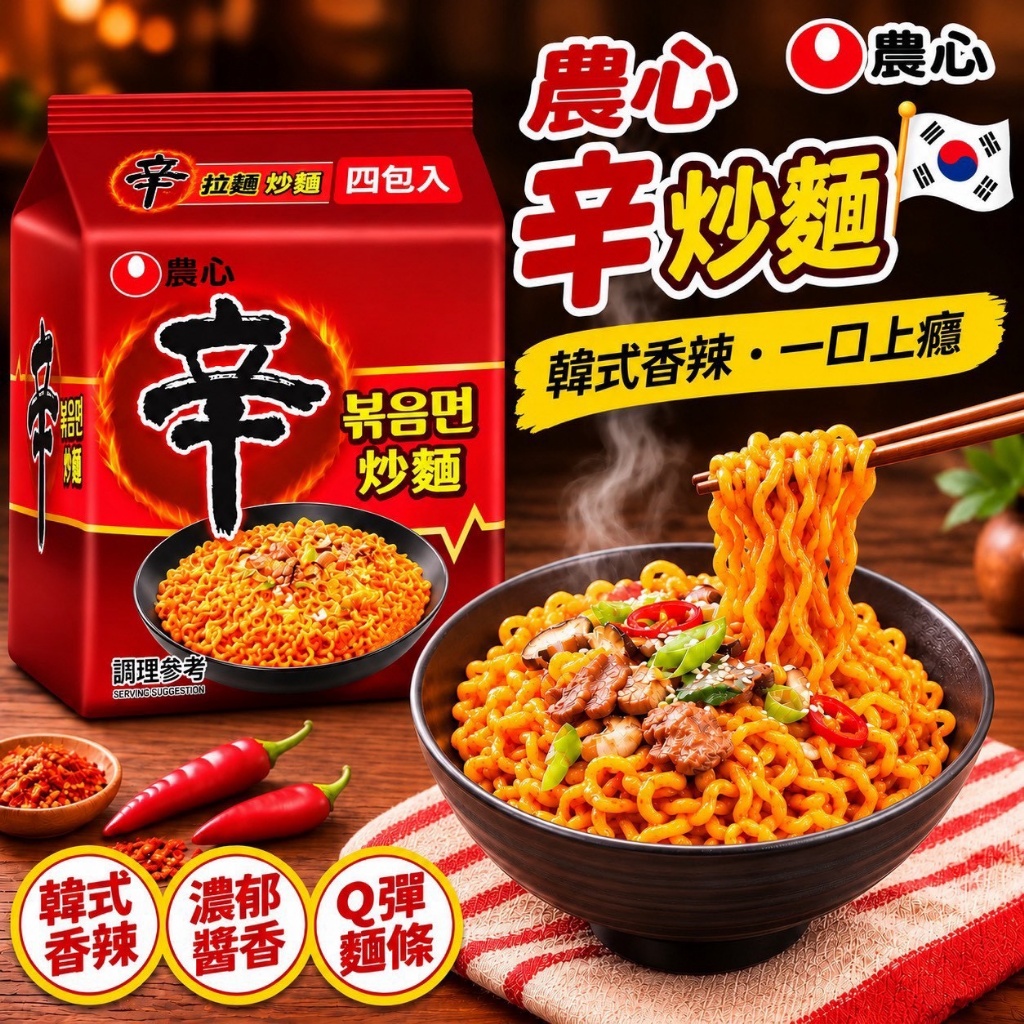 辛 拉麵 炒麵 四包入
農心
辛
볶음면
炒麵
辛
볶음면
炒麵
調理參考
SERVING SUGGESTION
農心
農心
辛炒麵
韓式香辣・一口上癮
韓式
香辣
濃郁
醬香
Q彈
麵條